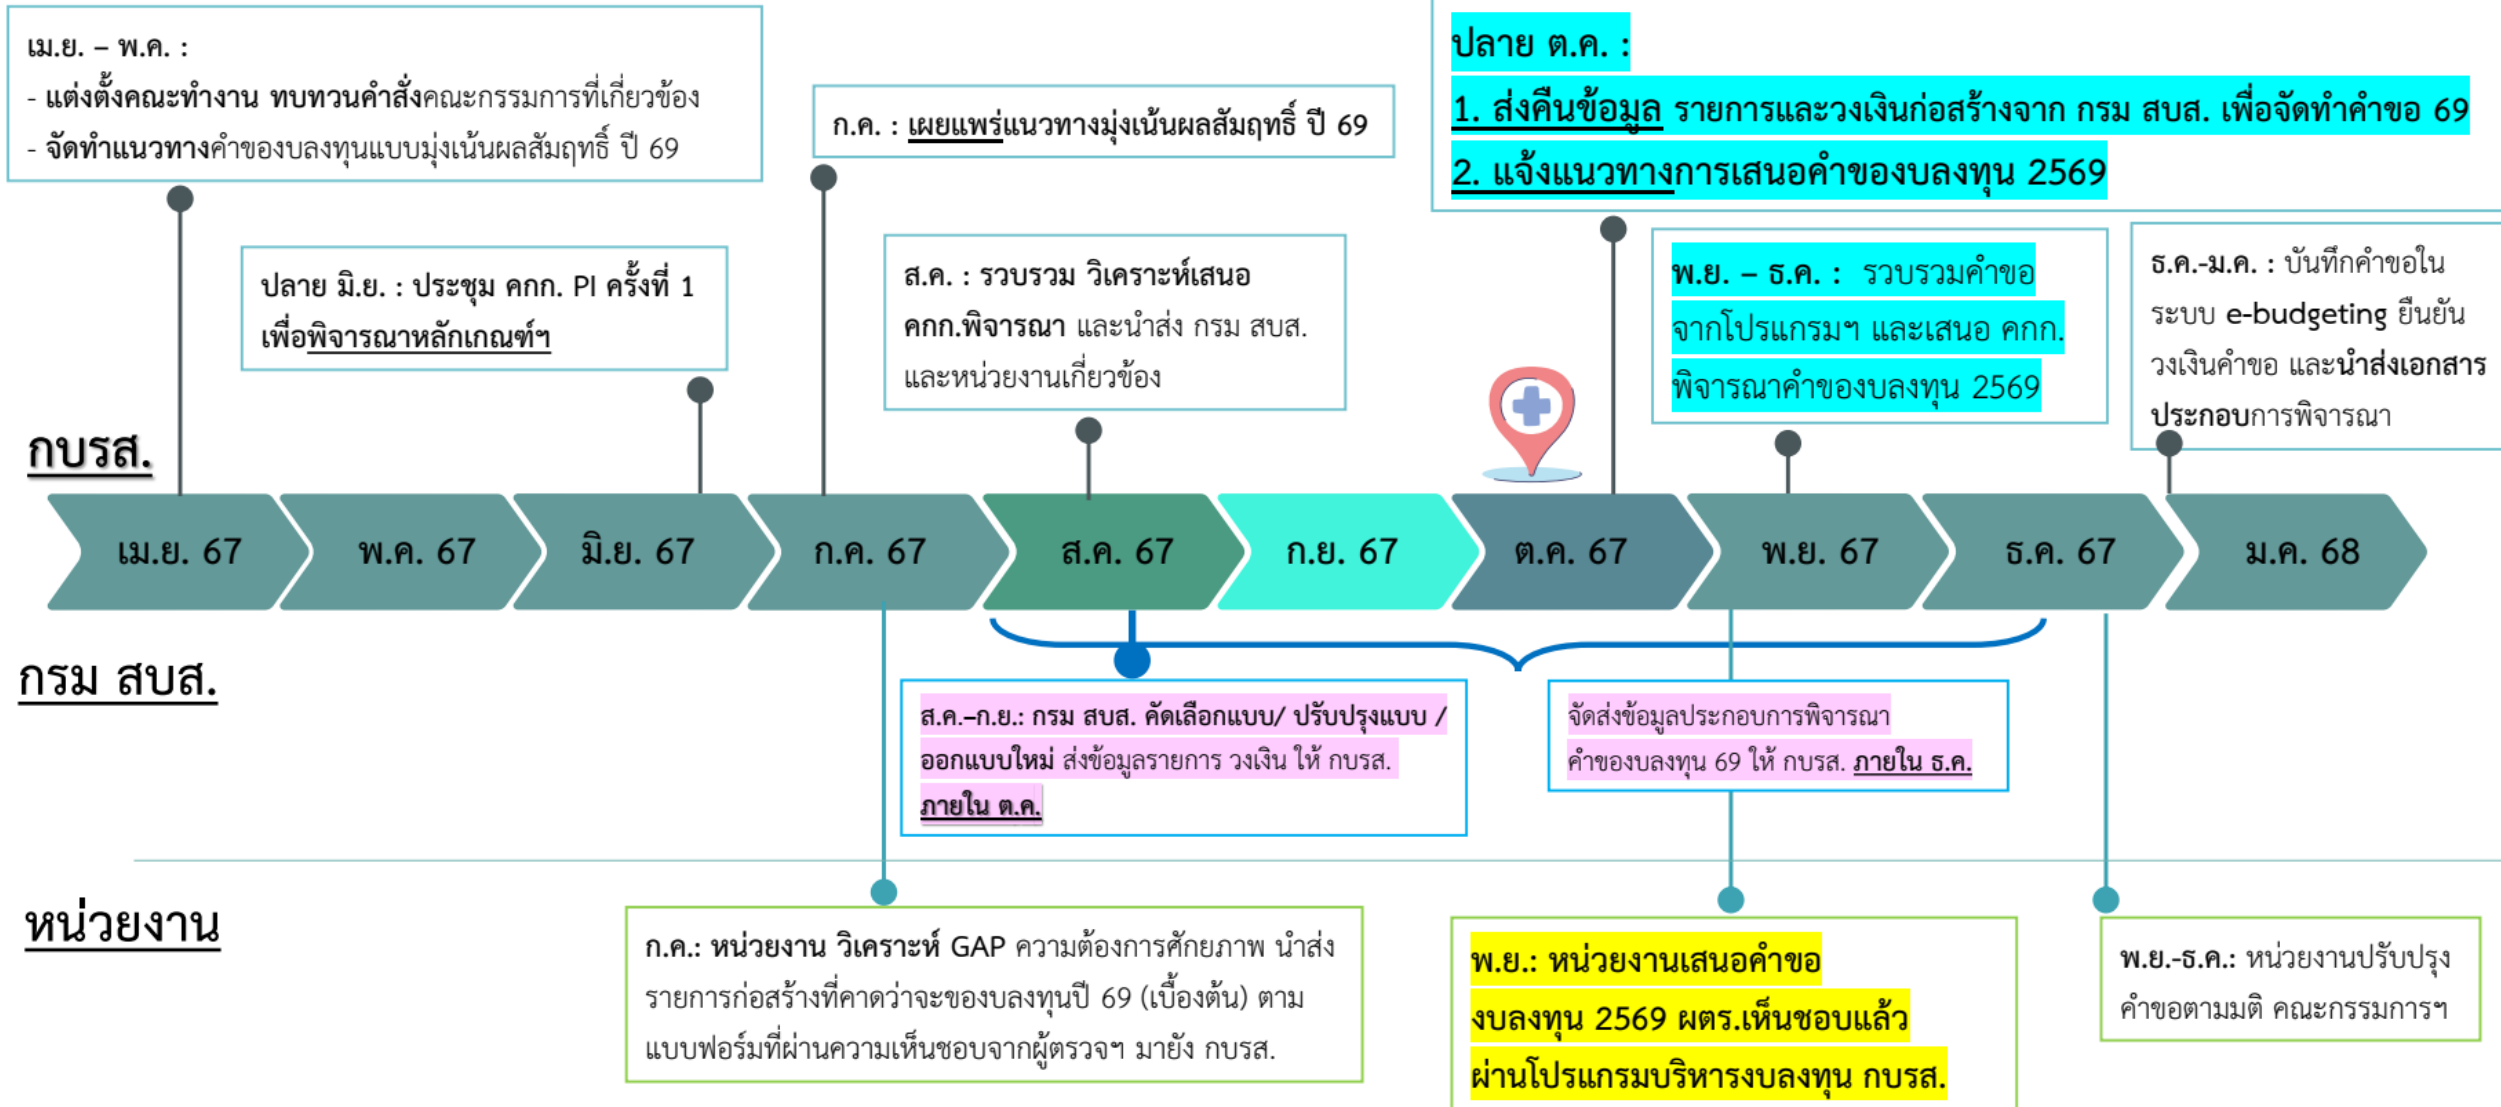 เม.ย. – พ.ค. :
- แต่งตั้งคณะทำงาน ทบทวนคำสั่งคณะกรรมการที่เกี่ยวข้อง
- จัดทำแนวทางคำของบลงทุนแบบมุ่งเน้นผลสัมฤทธิ์ ปี 69
ปลาย มิ.ย. : ประชุม คกก. PI ครั้งที่ 1
เพื่อพิจารณาหลักเกณฑ์ฯ
ก.ค. : เผยแพร่แนวทางมุ่งเน้นผลสัมฤทธิ์ ปี 69
ส.ค. : รวบรวม วิเคราะห์เสนอ
คกก.พิจารณา และนำส่ง กรม สบส.
และหน่วยงานเกี่ยวข้อง
ปลาย ต.ค. :
1. ส่งคืนข้อมูล รายการและวงเงินก่อสร้างจาก กรม สบส. เพื่อจัดทำคำขอ 69
2. แจ้งแนวทางการเสนอคำของบลงทุน 2569
พ.ย. – ธ.ค. : รวบรวมคำขอ
จากโปรแกรมฯ และเสนอ คกก.
พิจารณาคำของบลงทุน 2569
ธ.ค.-ม.ค. : บันทึกคำขอใน
ระบบ e-budgeting ยืนยัน
วงเงินคำขอ และนำส่งเอกสาร
ประกอบการพิจารณา
กบรส.
เม.ย. 67
พ.ค. 67
มิ.ย. 67
ก.ค. 67
ส.ค. 67
ก.ย. 67
ต.ค. 67
พ.ย. 67
ธ.ค. 67
ม.ค. 68
กรม สบส.
ส.ค.–ก.ย.: กรม สบส. คัดเลือกแบบ/ ปรับปรุงแบบ /
ออกแบบใหม่ ส่งข้อมูลรายการ วงเงิน ให้ กบรส.
ภายใน ต.ค.
จัดส่งข้อมูลประกอบการพิจารณา
คำของบลงทุน 69 ให้ กบรส. ภายใน ธ.ค.
หน่วยงาน
ก.ค.: หน่วยงาน วิเคราะห์ GAP ความต้องการศักยภาพ นำส่ง
รายการก่อสร้างที่คาดว่าจะของบลงทุนปี 69 (เบื้องต้น) ตาม
แบบฟอร์มที่ผ่านความเห็นชอบจากผู้ตรวจฯ มายัง กบรส.
พ.ย.: หน่วยงานเสนอคำขอ
งบลงทุน 2569 ผตร.เห็นชอบแล้ว
ผ่านโปรแกรมบริหารงบลงทุน กบรส.
พ.ย.-ธ.ค.: หน่วยงานปรับปรุง
คำขอตามมติ คณะกรรมการฯ